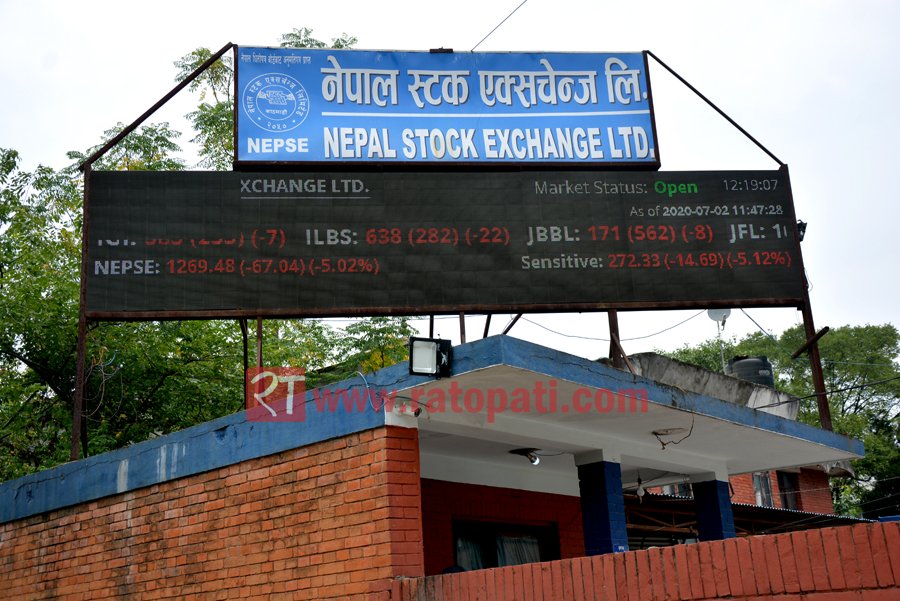 नेपाल स्टक एक्सचेन्ज लि.
NEPSE
NEPAL STOCK EXCHANGE LTD.
XCHANGE LTD. Market Status: Open 12:19:07
As of 2020-07-02 11:47:28
(-7) ILBS: 638 (282) (-22) JBBL: 171 (562) (-8) JFL:
NEPSE: 1269.48 (-67.04) (-5.02%) Sensitive: 272.33 (-14.69) (-5.12%)
RT www.ratopati.com